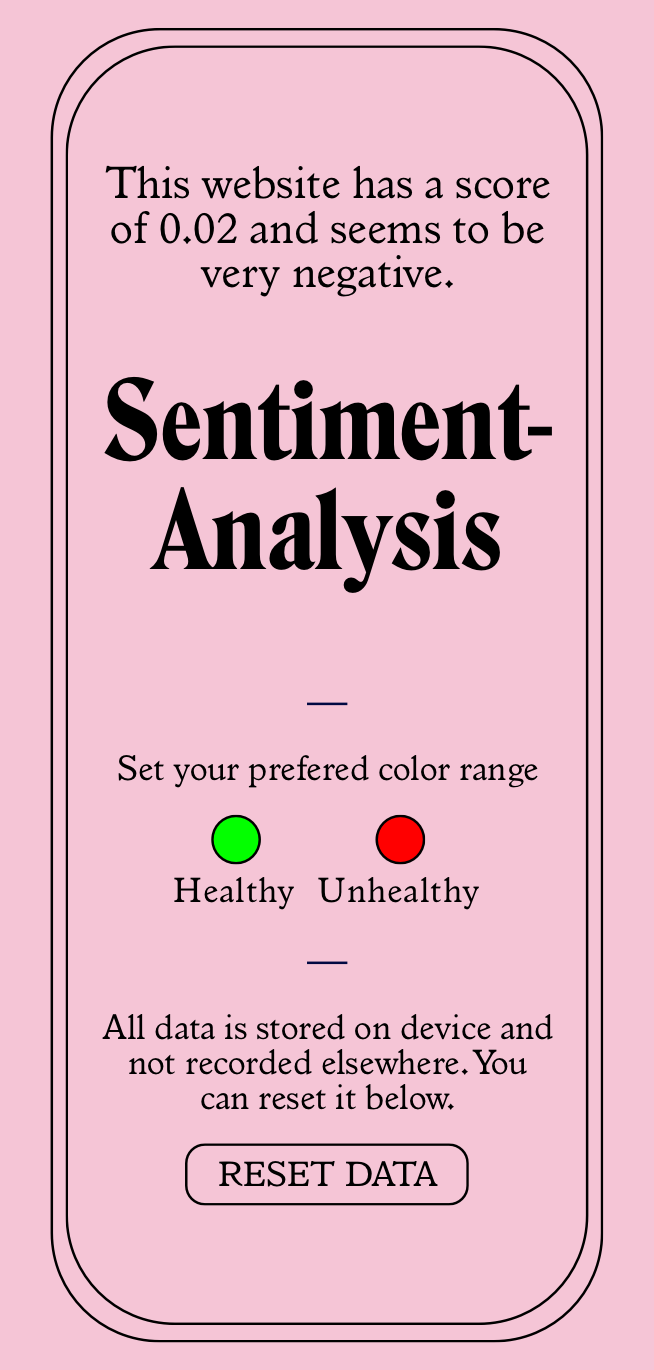 This website has a score
of 0.02 and seems to be
very negative.
Sentiment-
Analysis
Set your prefered color range
Healthy Unhealthy
All data is stored on device and
not recorded elsewhere. You
can reset it below.
RESET DATA